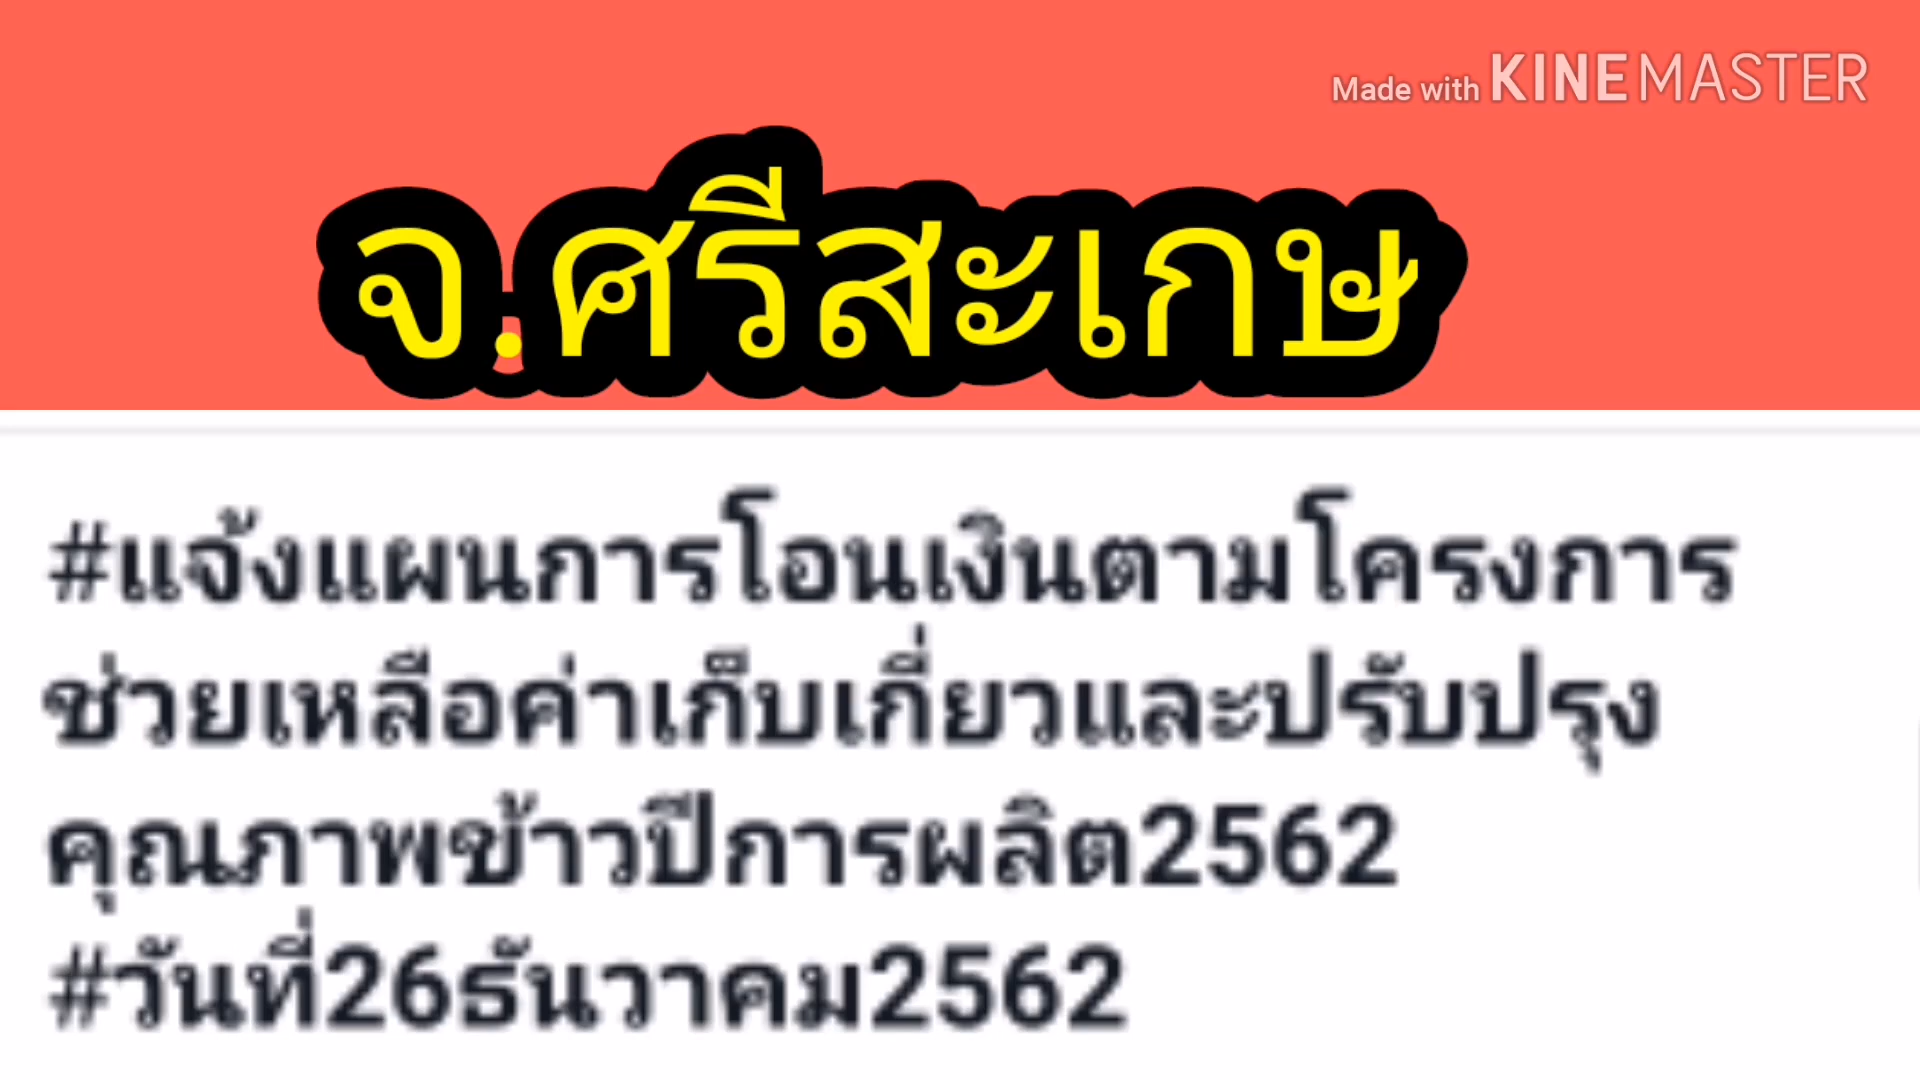 Made with KINEMASTER
จ.ศรีสะเกษ
#แจ้งแผนการโอนเงินตามโครงการ
ช่วยเหลือค่าเก็บเกี่ยวและปรับปรุง
คุณภาพข้าวปีการผลิต2562
#วันที่26ธันวาคม2562